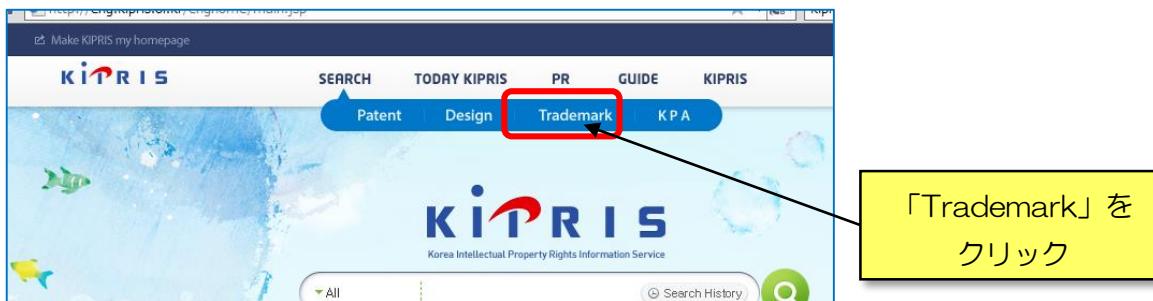 Make KIPRIS my homepage
KIPRIS
SEARCH TODAY KIPRIS PR GUIDE KIPRIS
Patent Design Trademark KPA
KIPRIS
Korea Intellectual Property Rights Information Service
All Search History
「Trademark」を
クリック